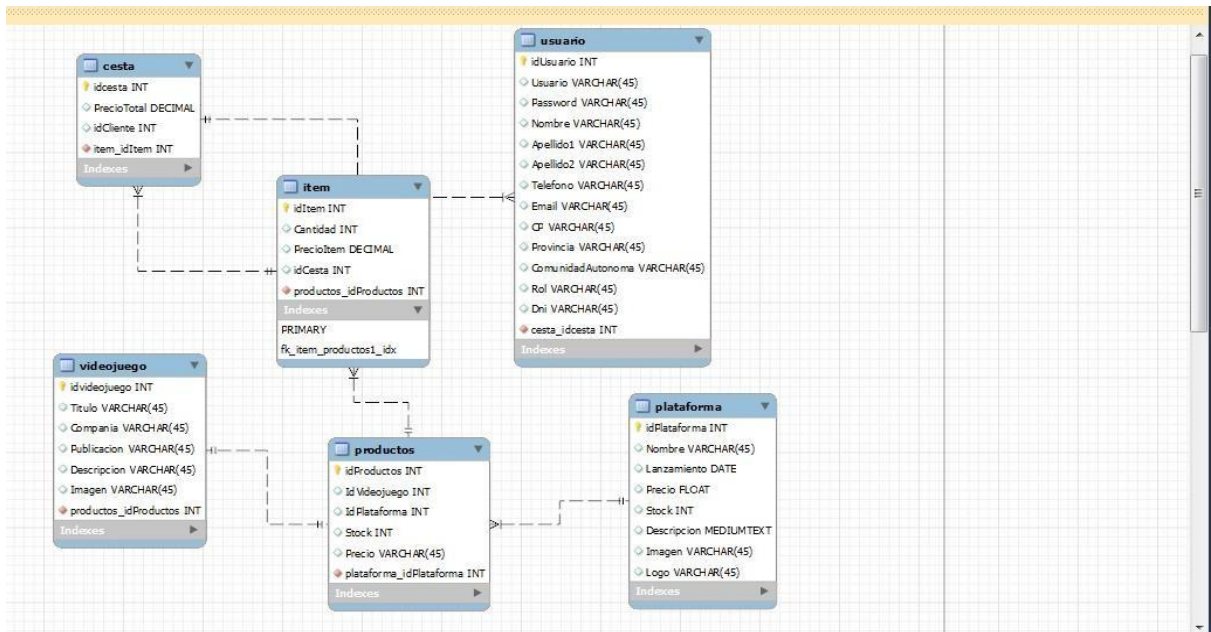 cesta
idcesta INT
PrecioTotal DECIMAL
idCliente INT
item_idItem INT
Indexes
item
idItem INT
Cantidad INT
PrecioItem DECIMAL
idCesta INT
productos_idProductos INT
Indexes
PRIMARY
fk_item_productos1_idx
usuario
idUsuario INT
Usuario VARCHAR(45)
Password VARCHAR(45)
Nombre VARCHAR(45)
Apellido1 VARCHAR(45)
Apellido2 VARCHAR(45)
Telefono VARCHAR(45)
Email VARCHAR(45)
CP VARCHAR(45)
Provincia VARCHAR(45)
ComunidadAutonoma VARCHAR(45)
Rol VARCHAR(45)
Dni VARCHAR(45)
cesta_idcesta INT
Indexes
videojuego
idvideojuego INT
Titulo VARCHAR(45)
Compania VARCHAR(45)
Publicacion VARCHAR(45)
Descripcion VARCHAR(45)
Imagen VARCHAR(45)
productos_idProductos INT
Indexes
productos
idProductos INT
IdVideojuego INT
IdPlataforma INT
Stock INT
Precio VARCHAR(45)
plataforma_idPlataforma INT
Indexes
plataforma
idPlataforma INT
Nombre VARCHAR(45)
Lanzamiento DATE
Precio FLOAT
Stock INT
Descripcion MEDIUMTEXT
Imagen VARCHAR(45)
Logo VARCHAR(45)
Indexes